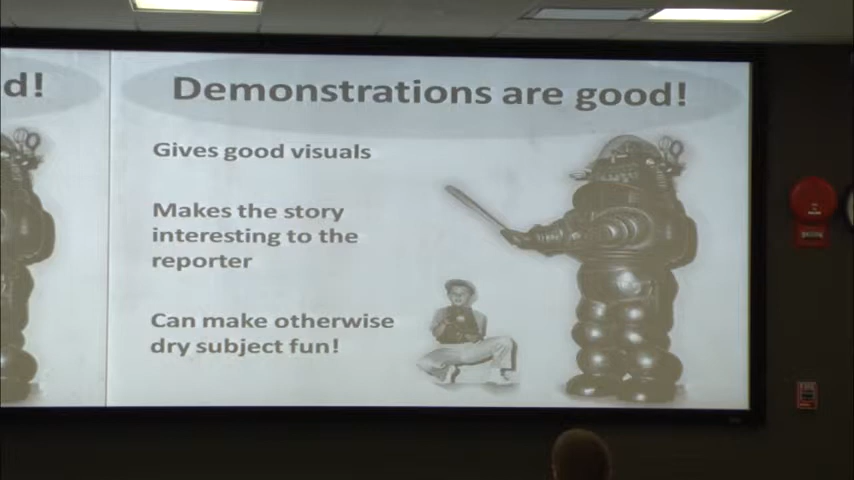 d!
Demonstrations are good!
Gives good visuals
Makes the story
interesting to the
reporter
Can make otherwise
dry subject fun!